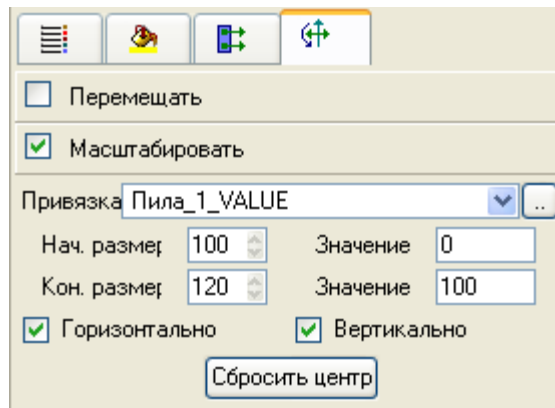 Перемещать
Масштабировать
Привязка Пила_1_VALUE ..
Нач. размер 100 Значение 0
Кон. размер 120 Значение 100
Горизонтально Вертикально
Сбросить центр